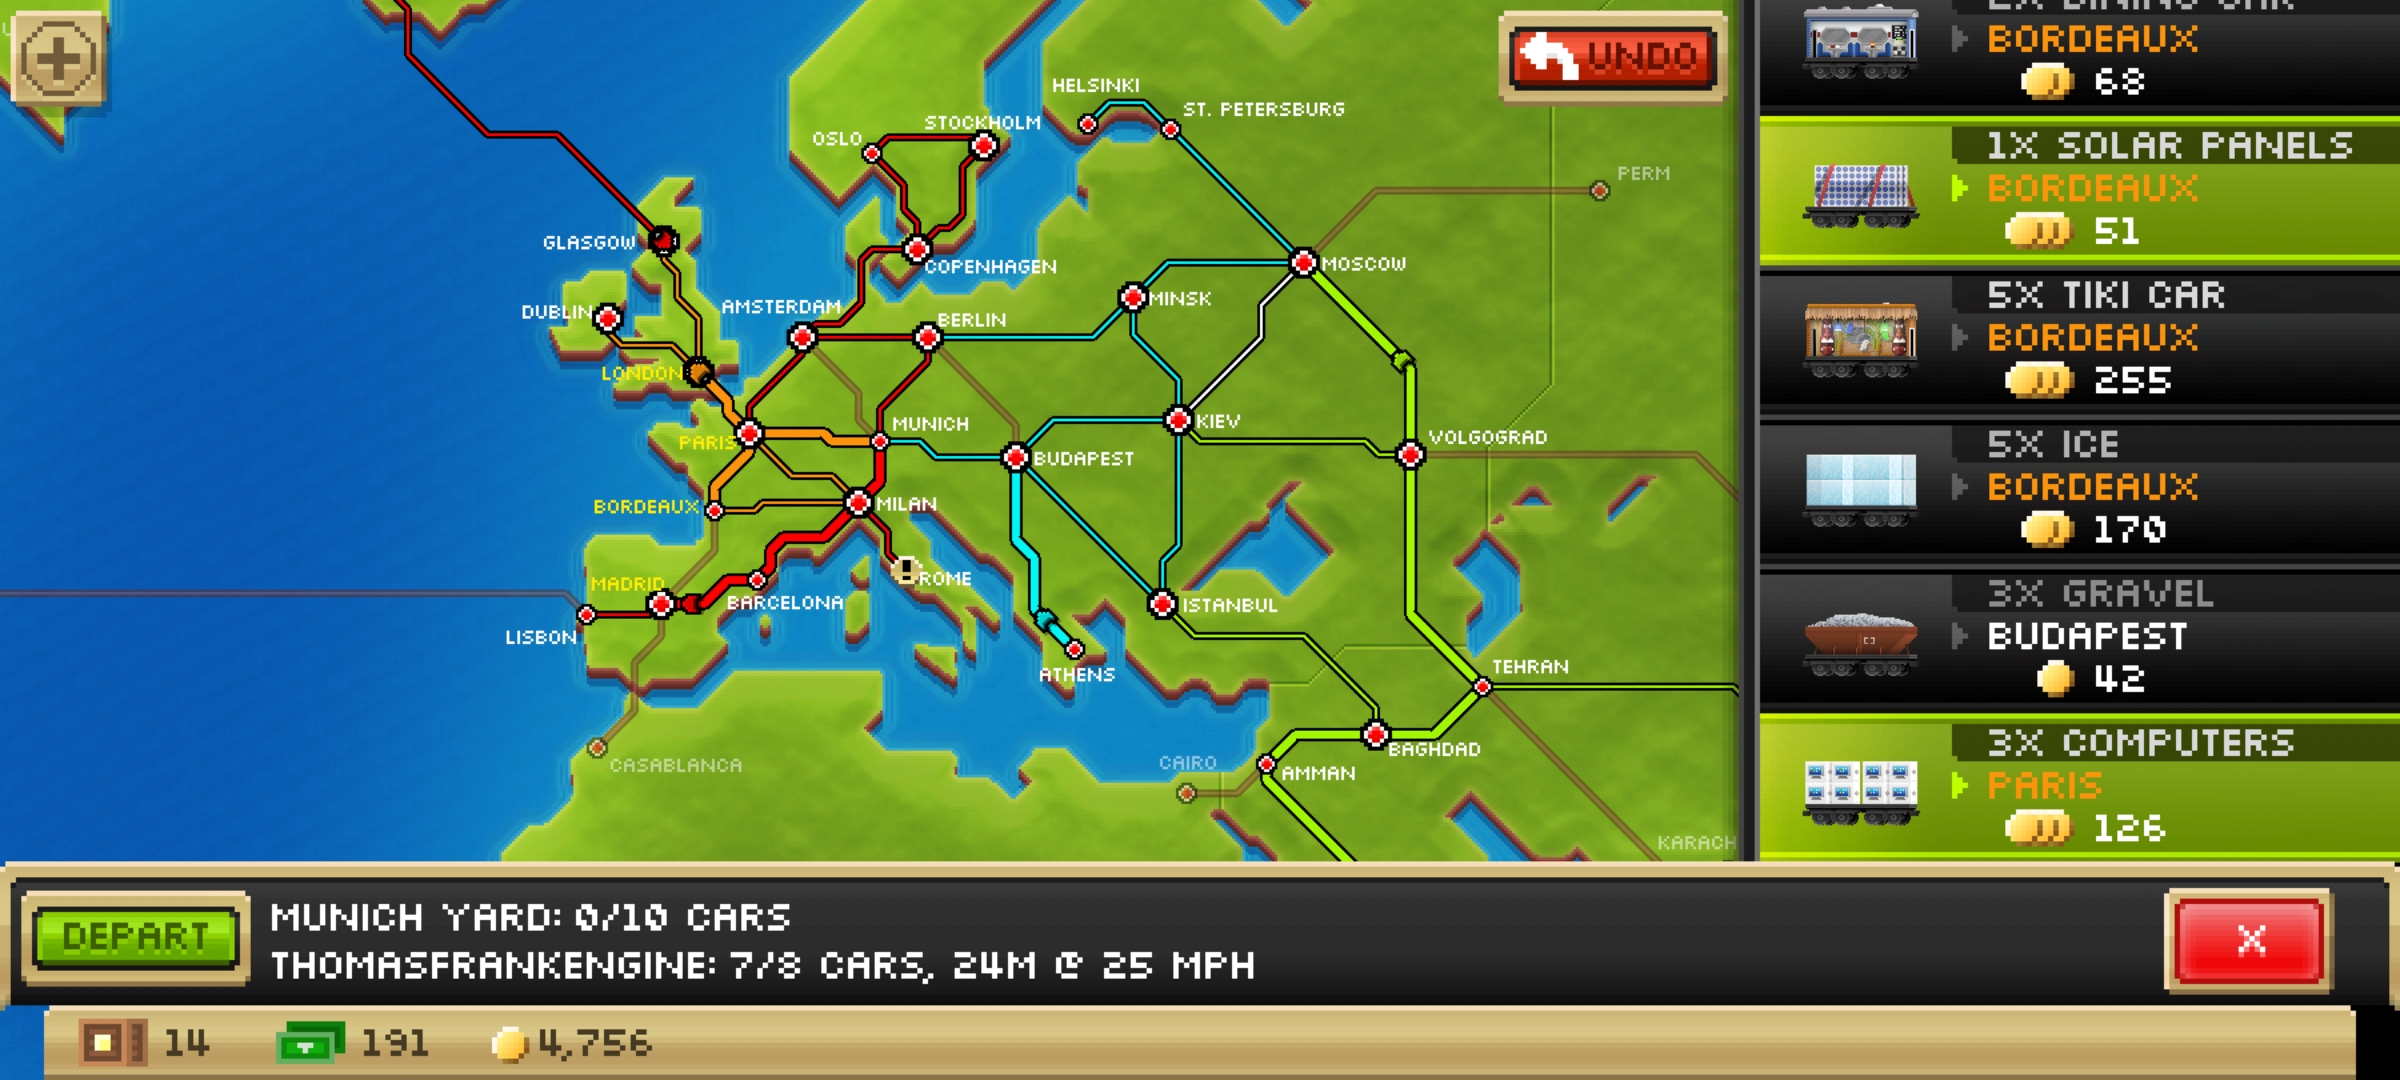 UNDO
HELSINKI
ST. PETERSBURG
STOCKHOLM
OSLO
PERM
GLASGOW
COPENHAGEN
MOSCOW
DUBLIN
AMSTERDAM
BERLIN
MINSK
LONDON
PARIS
MUNICH
BUDAPEST
KIEV
VOLGOGRAD
BORDEAUX
MILAN
MADRID
BARCELONA
ROME
ISTANBUL
LISBON
ATHENS
TEHRAN
CASABLANCA
CAIRO
AMMAN
BAGHDAD
KARACH
2X DINING CAR
BORDEAUX
68
1X SOLAR PANELS
BORDEAUX
51
5X TIKI CAR
BORDEAUX
255
5X ICE
BORDEAUX
170
3X GRAVEL
BUDAPEST
42
3X COMPUTERS
PARIS
126
DEPART
MUNICH YARD: 0/10 CARS
THOMASFRANKENGINE: 7/8 CARS, 24M @ 25 MPH
X
14
191
4,756